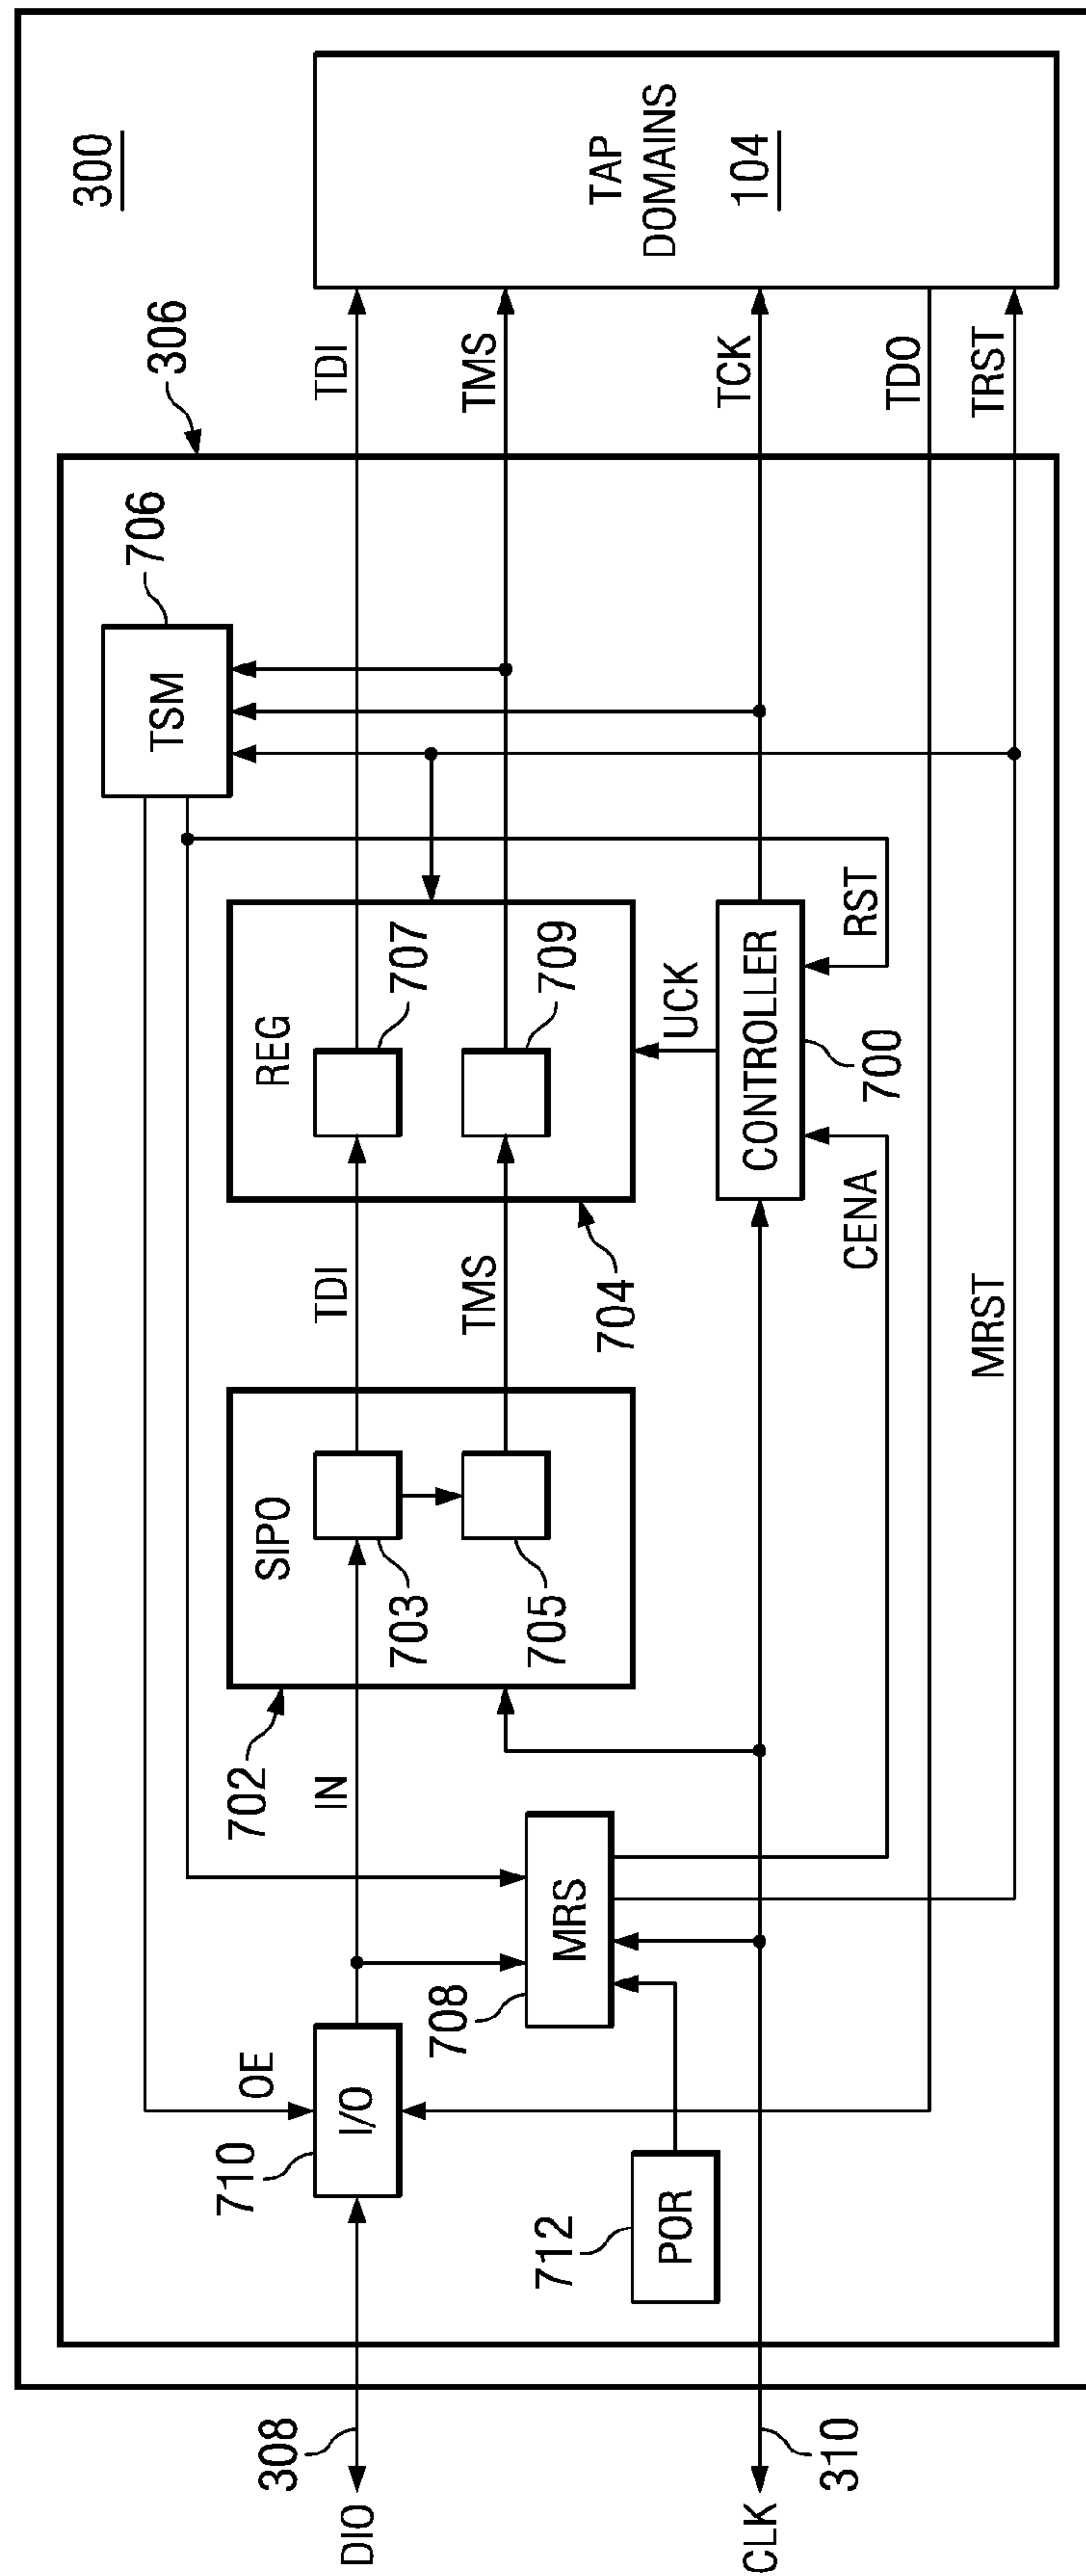 300
306
TAP
DOMAINS
104
706
TSM
TDI
TMS
TCK
TDO
TRST
REG
707
709
704
UCK
CONTROLLER
700
RST
CENA
MRST
TDI
TMS
SIPO
703
705
702
IN
MRS
708
OE
I/O
710
POR
712
308
DIO
310
CLK